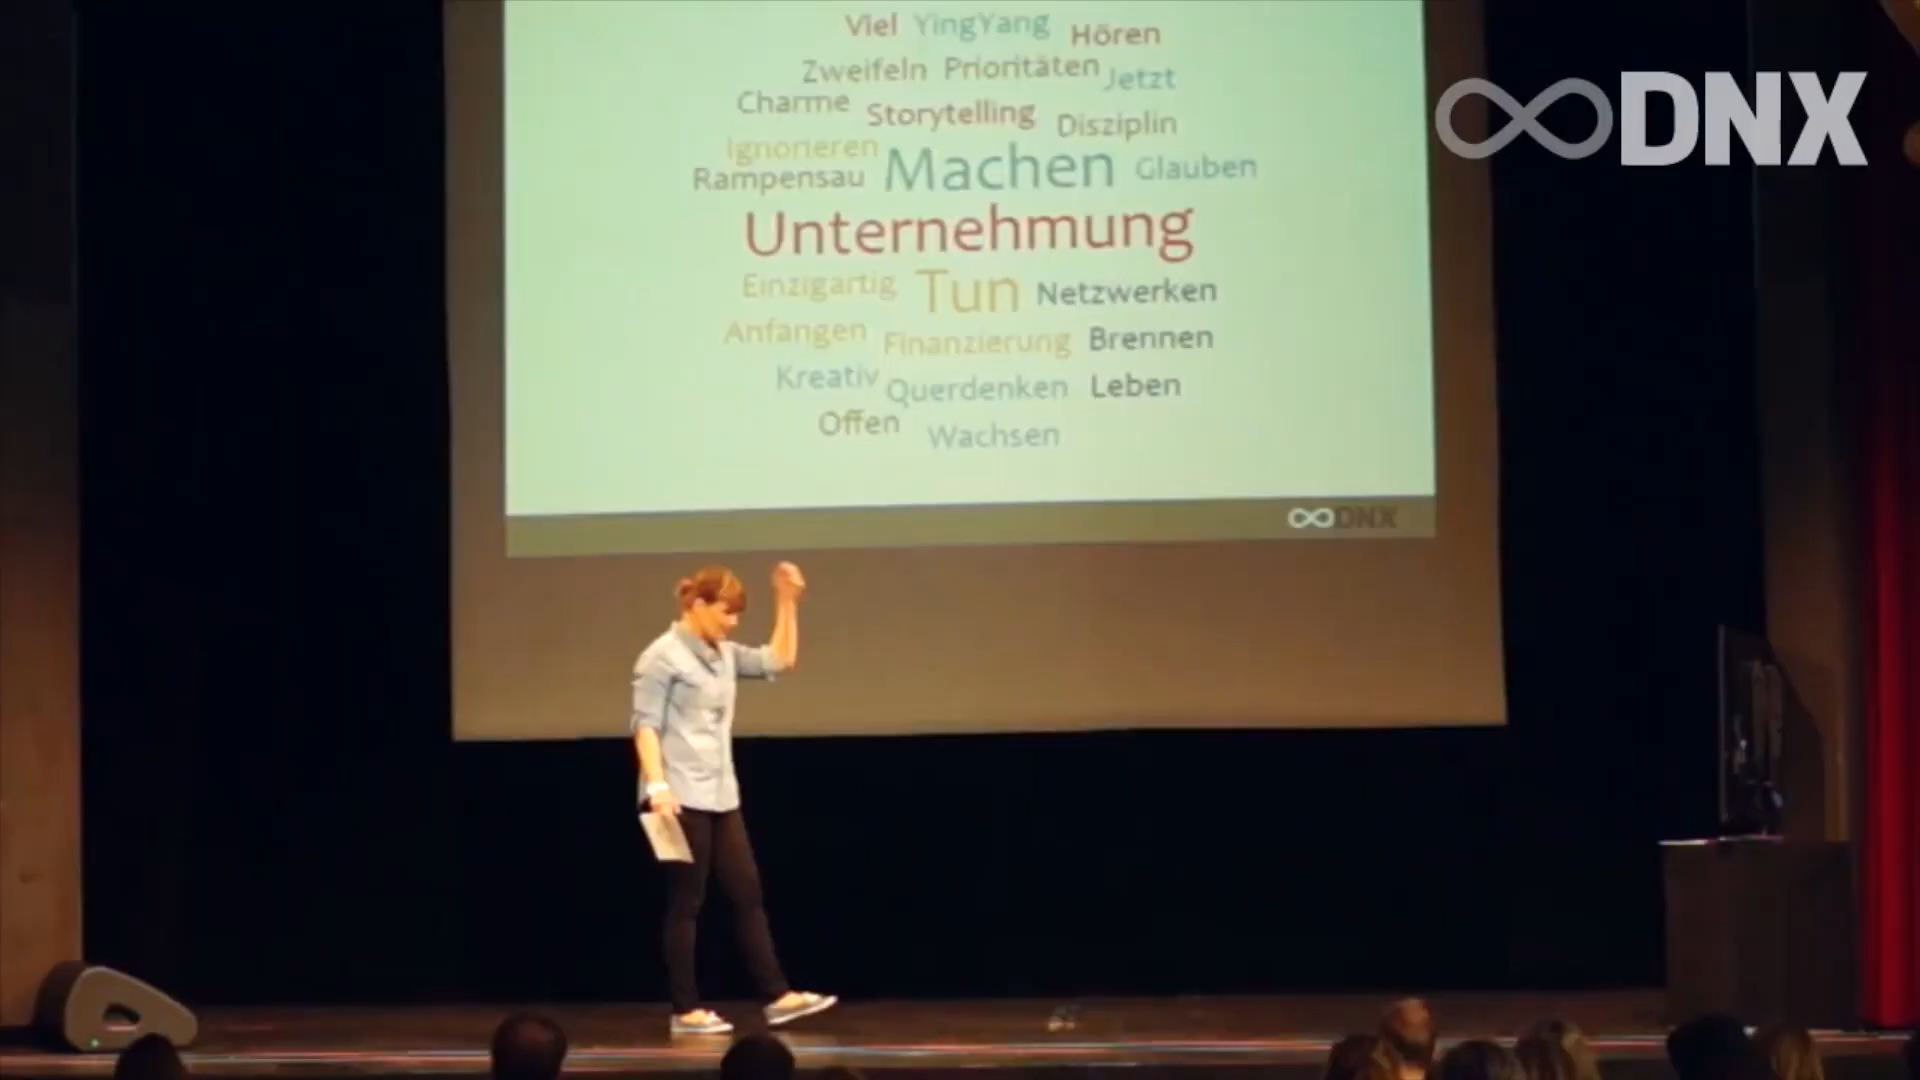 Viel YingYang Hören
Zweifeln Prioritäten Jetzt
Charme Storytelling Disziplin
Ignorieren Machen Glauben
Rampensau
Unternehmung
Einzigartig Tun Netzwerken
Anfangen Finanzierung Brennen
Kreativ Querdenken Leben
Offen Wachsen
DNX
DNX